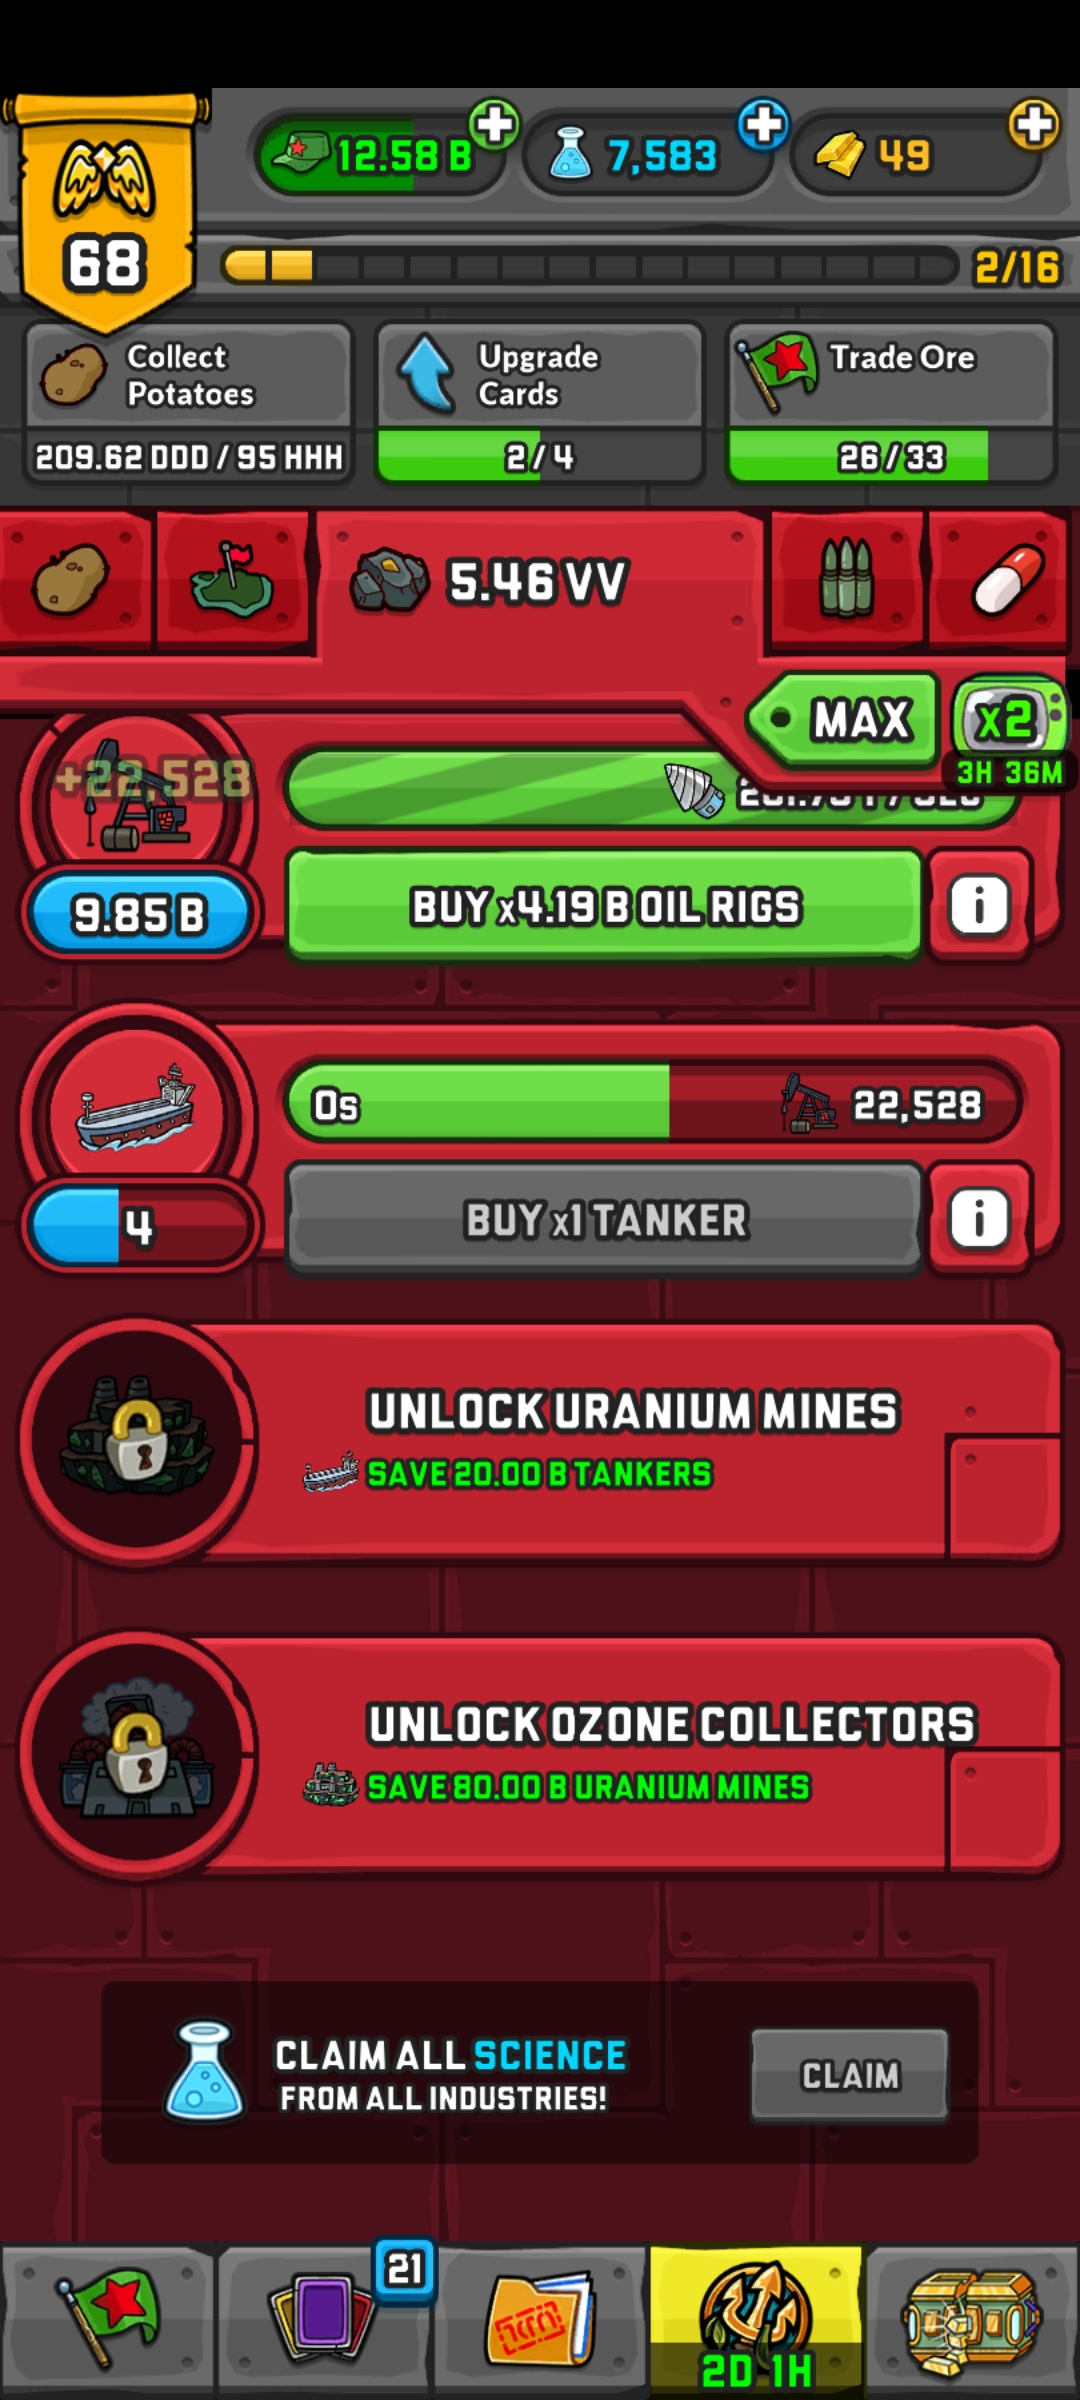 12.58 B
7,583
49
68
2/16
Collect
Potatoes
Upgrade
Cards
Trade Ore
209.62 DDD / 95 HHH
2/4
26/33
5.46 VV
MAX
x2
3H 36M
+22,528
9.85 B
BUY x4.19 B OIL RIGS
i
0s
22,528
4
BUY x1 TANKER
i
UNLOCK URANIUM MINES
SAVE 20.00 B TANKERS
UNLOCK OZONE COLLECTORS
SAVE 80.00 B URANIUM MINES
CLAIM ALL SCIENCE
FROM ALL INDUSTRIES!
CLAIM
21
2D 1H